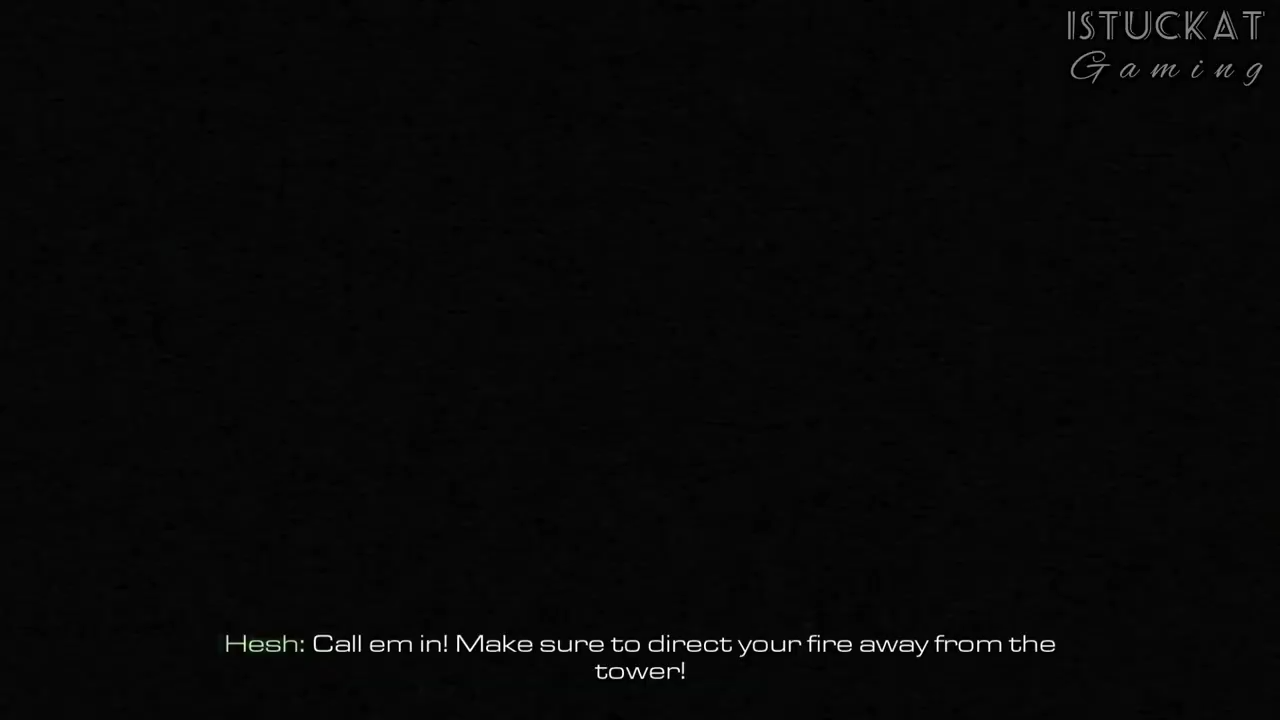 ISTUCKAT
Gaming
Hesh: Call em in! Make sure to direct your fire away from the
tower!